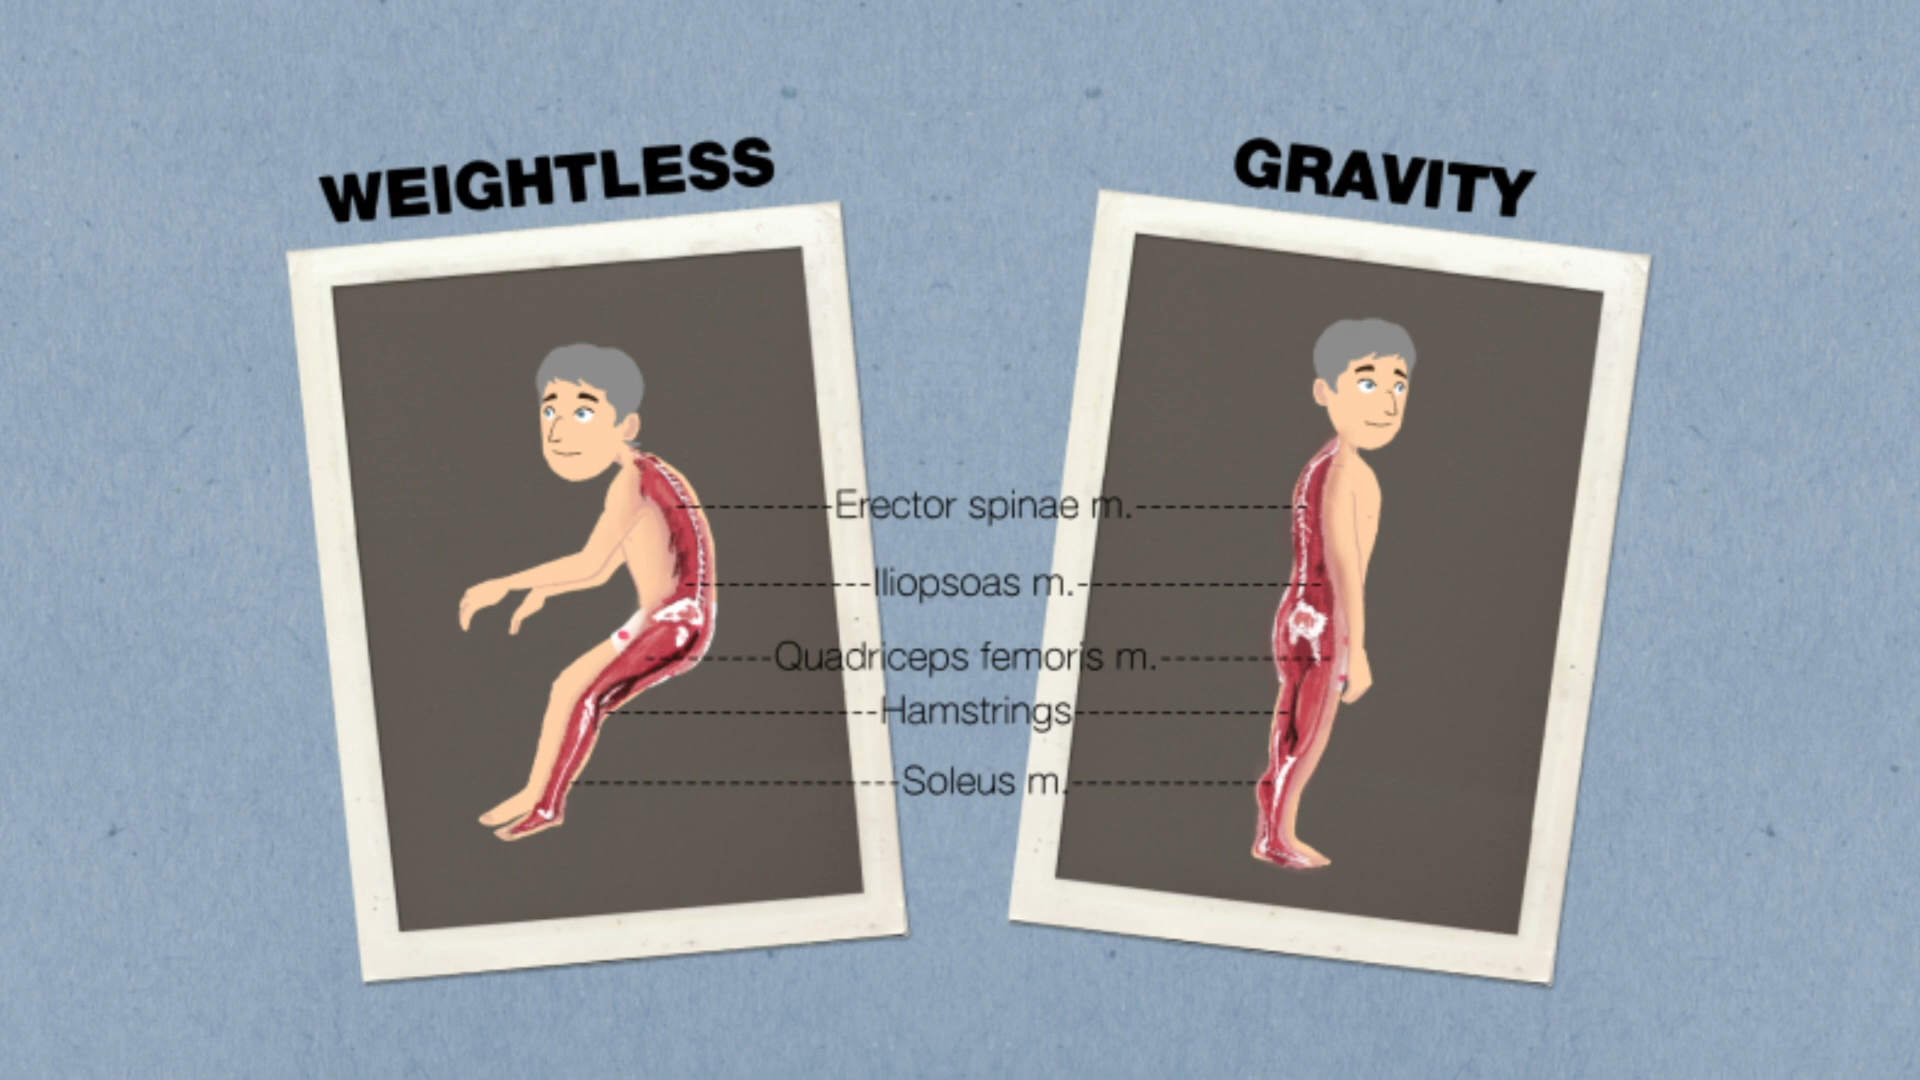 WEIGHTLESS
GRAVITY
Erector spinae m.
Iliopsoas m.
Quadriceps femoris m.
Hamstrings
Soleus m.